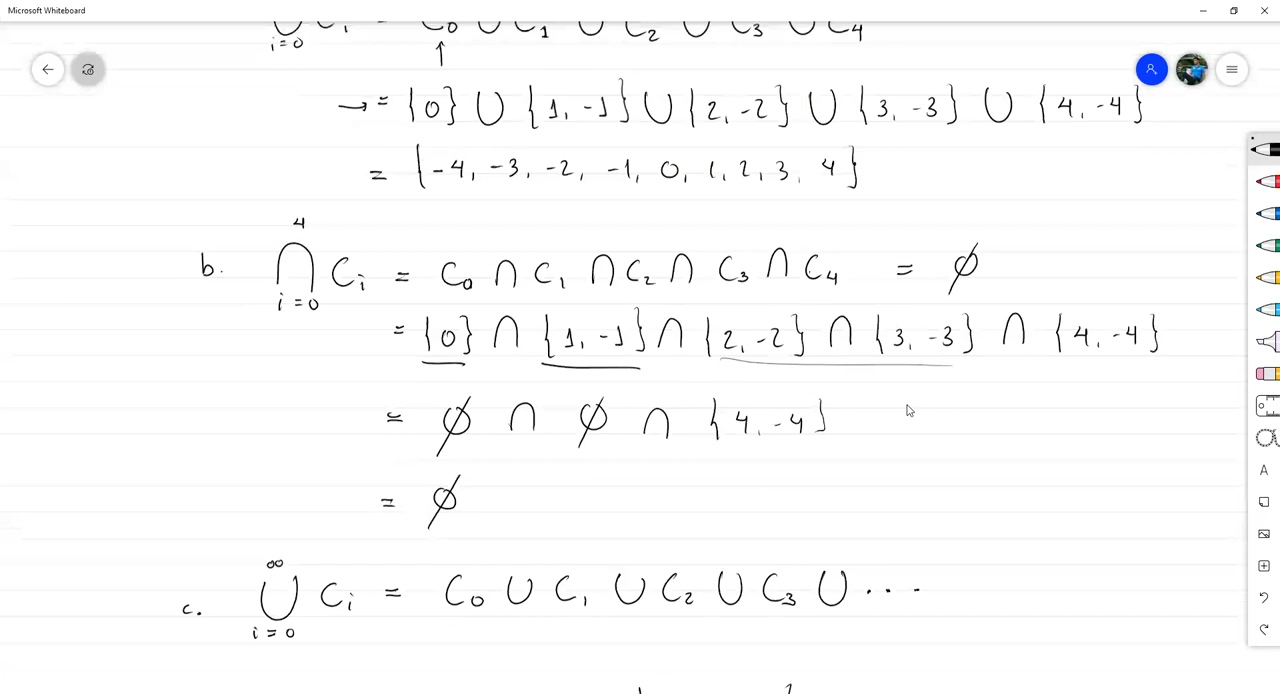 Microsoft Whiteboard
⋃ i=0 Cᵢ = C₀ ∪ C₁ ∪ C₂ ∪ C₃ ∪ C₄
→ = {0} ∪ {1, -1} ∪ {2, -2} ∪ {3, -3} ∪ {4, -4}
= {-4, -3, -2, -1, 0, 1, 2, 3, 4}
b. 4 ⋂ i=0 Cᵢ = C₀ ∩ C₁ ∩ C₂ ∩ C₃ ∩ C₄ = ∅
= {0} ∩ {1, -1} ∩ {2, -2} ∩ {3, -3} ∩ {4, -4}
= ∅ ∩ ∅ ∩ {4, -4}
= ∅
c. ∞ ⋃ i=0 Cᵢ = C₀ ∪ C₁ ∪ C₂ ∪ C₃ ∪ ....